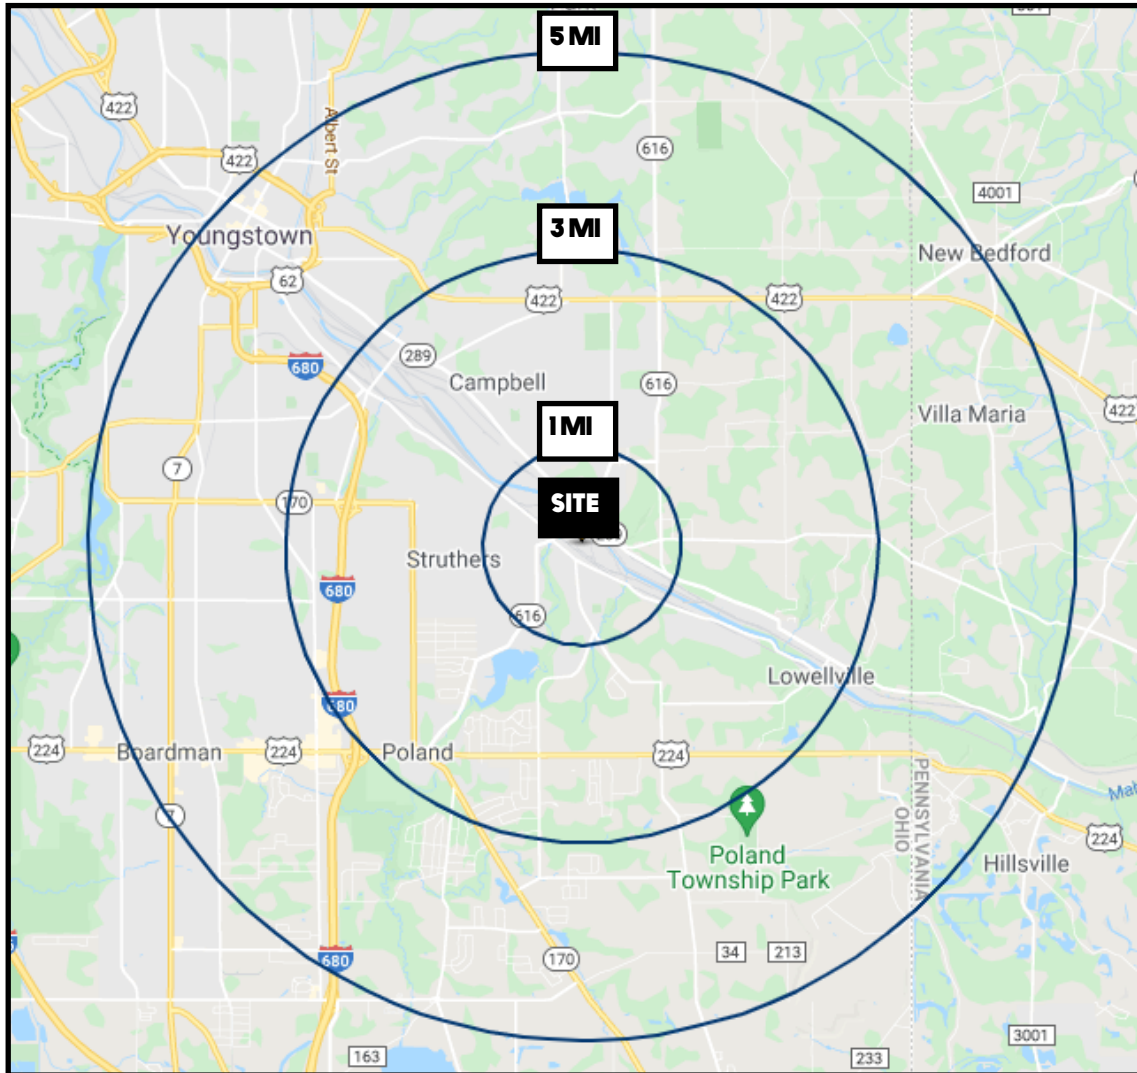 5 MI
422
Albert St
422
616
4001
3 MI
Youngstown
New Bedford
62
422
422
289
680
Campbell
616
Villa Maria
422
1 MI
7
SITE
170
Struthers
680
616
Lowellville
680
224
Boardman
224
Poland
224
PENNSYLVANIA
OHIO
7
224
Poland
Township Park
Hillsville
34
213
170
680
163
233
3001